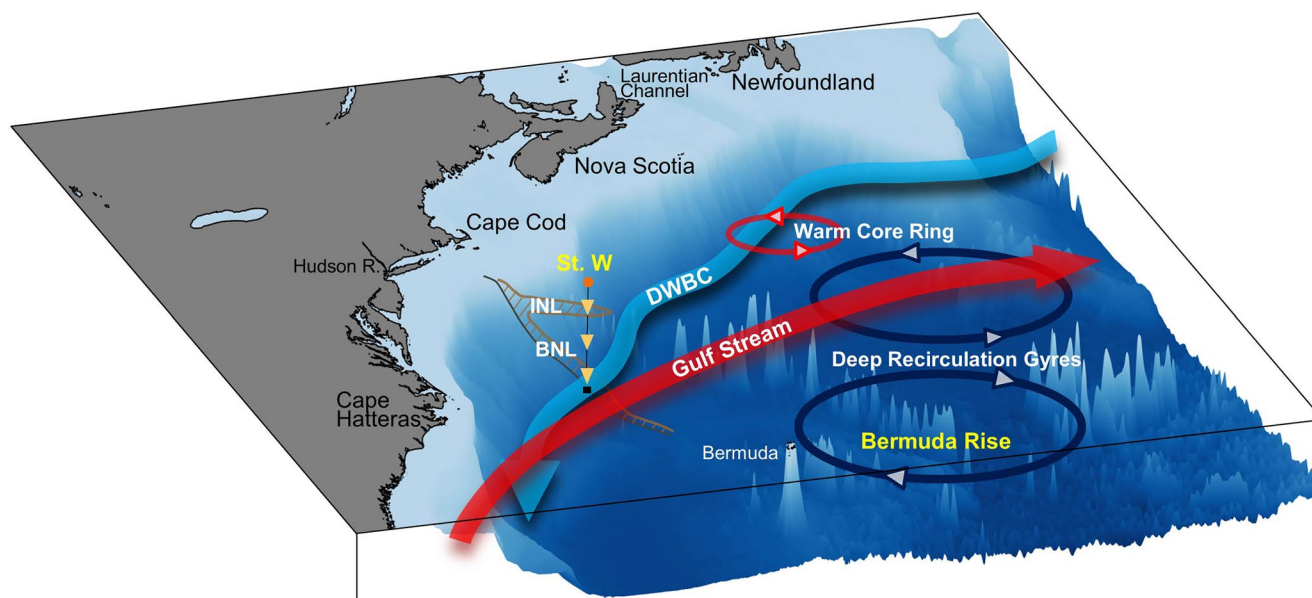 Laurentian
Channel
Newfoundland
Nova Scotia
Cape Cod
Hudson R.
St. W
INL
BNL
DWBC
Warm Core Ring
Gulf Stream
Deep Recirculation Gyres
Cape
Hatteras
Bermuda
Bermuda Rise